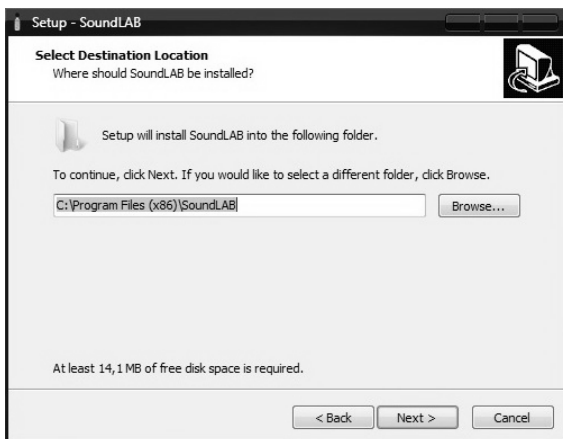 Setup - SoundLAB
Select Destination Location
Where should SoundLAB be installed?
Setup will install SoundLAB into the following folder.
To continue, click Next. If you would like to select a different folder, click Browse.
C:\Program Files (x86)\SoundLAB
Browse...
At least 14,1 MB of free disk space is required.
< Back
Next >
Cancel